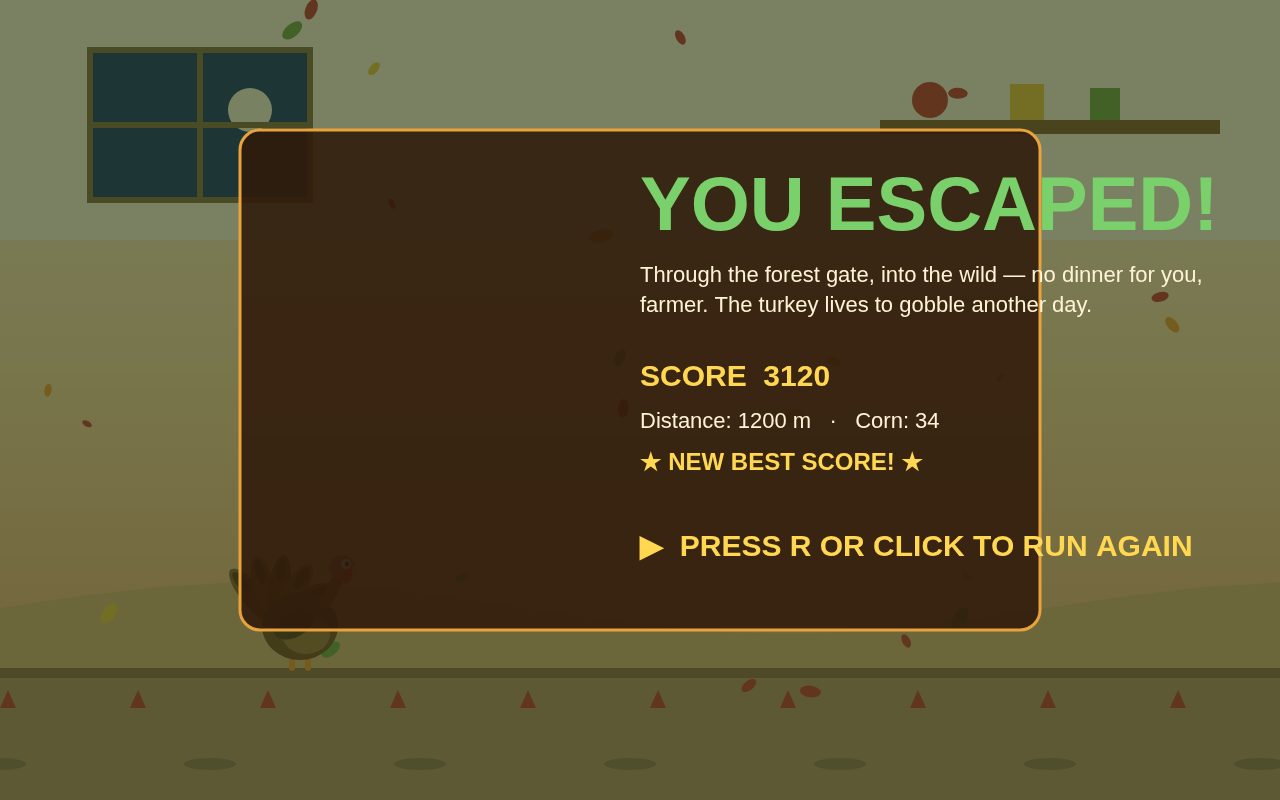 YOU ESCAPED!
Through the forest gate, into the wild — no dinner for you,
farmer. The turkey lives to gobble another day.
SCORE  3120
Distance: 1200 m   ·   Corn: 34
★ NEW BEST SCORE! ★
▶  PRESS R OR CLICK TO RUN AGAIN